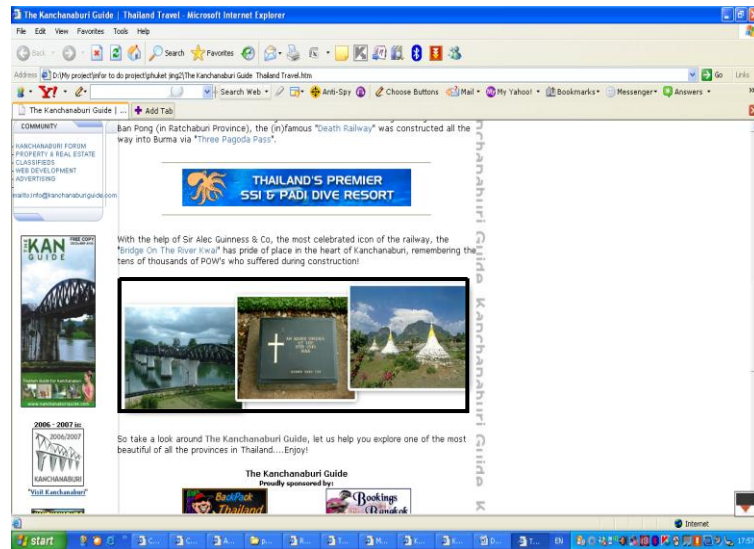 The Kanchanaburi Guide | Thailand Travel - Microsoft Internet Explorer
File Edit View Favorites Tools Help
Back Search Favorites
Address D:\My project\infor to do project\phuket jing2\The Kanchanaburi Guide Thailand Travel.htm Go Links
Search Web Anti-Spy Choose Buttons Mail My Yahoo! Bookmarks Messenger Answers
The Kanchanaburi Guide | ... Add Tab
COMMUNITY
KANCHANABURI FORUM
PROPERTY & REAL ESTATE
CLASSIFIEDS
WEB DEVELOPMENT
ADVERTISING
mailto:info@kanchanaburiguide.com
THE KAN GUIDE
FREE COPY
www.kanchanaburiguide.com
2006 - 2007 in:
2006/2007
KANCHANABURI
"Visit Kanchanaburi"
Ban Pong (in Ratchaburi Province), the (in)famous "Death Railway" was constructed all the
way into Burma via "Three Pagoda Pass".
THAILAND'S PREMIER
SSI & PADI DIVE RESORT
With the help of Sir Alec Guinness & Co, the most celebrated icon of the railway, the
"Bridge On The River Kwai" has pride of place in the heart of Kanchanaburi, remembering the
tens of thousands of POW's who suffered during construction!
So take a look around The Kanchanaburi Guide, let us help you explore one of the most
beautiful of all the provinces in Thailand....Enjoy!
The Kanchanaburi Guide
Proudly sponsored by:
BackPack
Thailand
Bookings
Bangkok
Kanchanaburi Guide
Internet
start
EN
17:57